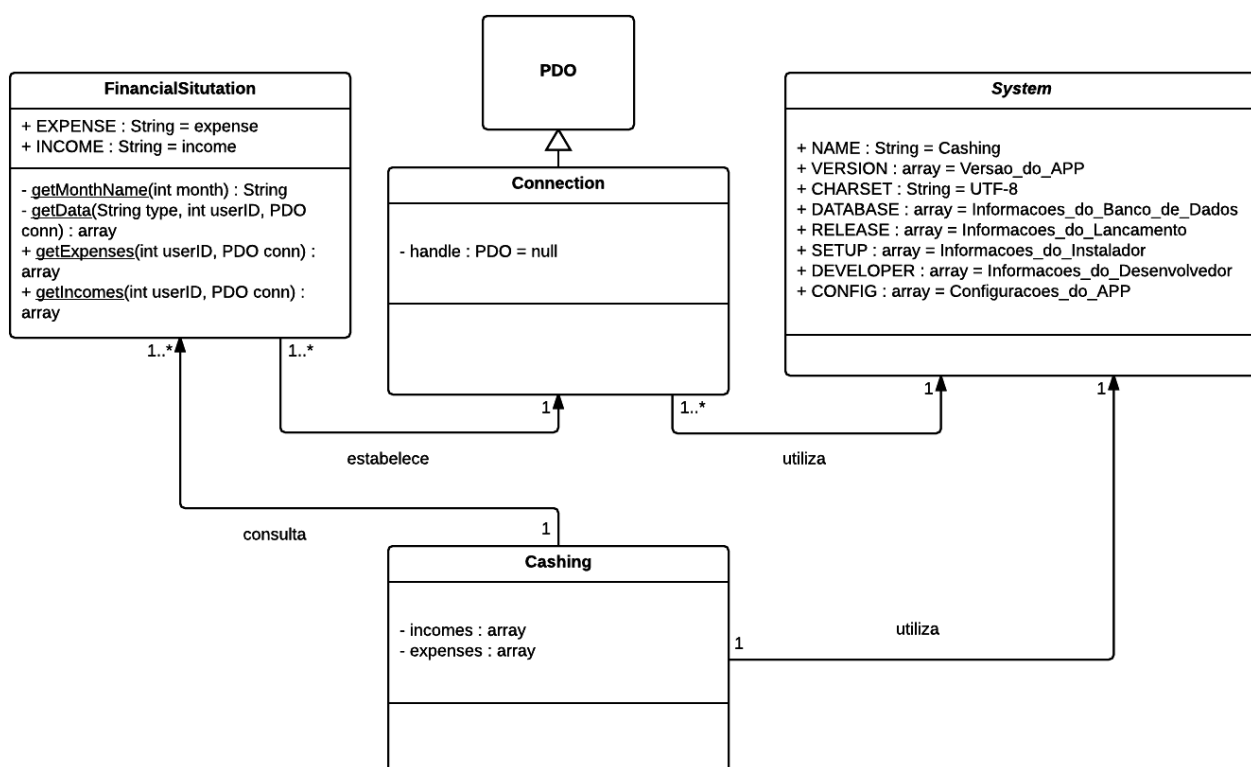 PDO
FinancialSitutation
+ EXPENSE : String = expense
+ INCOME : String = income
- getMonthName(int month) : String
- getData(String type, int userID, PDO
conn) : array
+ getExpenses(int userID, PDO conn) :
array
+ getIncomes(int userID, PDO conn) :
array
Connection
- handle : PDO = null
System
+ NAME : String = Cashing
+ VERSION : array = Versao_do_APP
+ CHARSET : String = UTF-8
+ DATABASE : array = Informacoes_do_Banco_de_Dados
+ RELEASE : array = Informacoes_do_Lancamento
+ SETUP : array = Informacoes_do_Instalador
+ DEVELOPER : array = Informacoes_do_Desenvolvedor
+ CONFIG : array = Configuracoes_do_APP
1..*
1..*
1
1..*
1
1
estabelece
utiliza
consulta
1
Cashing
- incomes : array
- expenses : array
utiliza
1